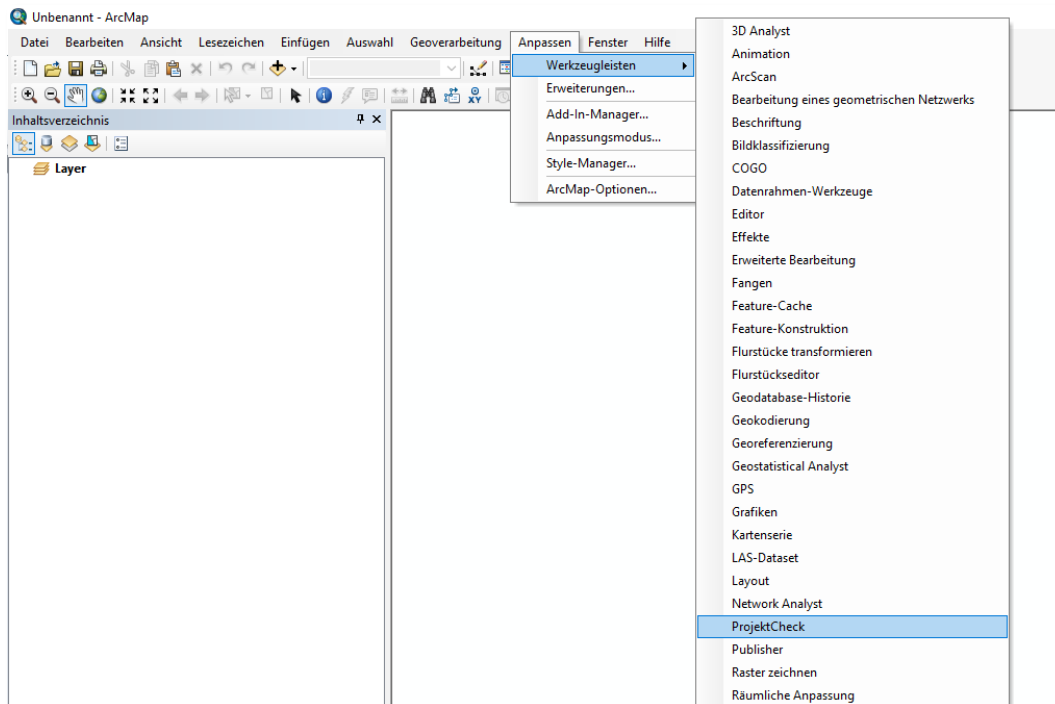 Unbenannt - ArcMap
Datei Bearbeiten Ansicht Lesezeichen Einfügen Auswahl Geoverarbeitung Anpassen Fenster Hilfe
Inhaltsverzeichnis
Layer
Werkzeugleisten
Erweiterungen...
Add-In-Manager...
Anpassungsmodus...
Style-Manager...
ArcMap-Optionen...
3D Analyst
Animation
ArcScan
Bearbeitung eines geometrischen Netzwerks
Beschriftung
Bildklassifizierung
COGO
Datenrahmen-Werkzeuge
Editor
Effekte
Erweiterte Bearbeitung
Fangen
Feature-Cache
Feature-Konstruktion
Flurstücke transformieren
Flurstückseditor
Geodatabase-Historie
Geokodierung
Georeferenzierung
Geostatistical Analyst
GPS
Grafiken
Kartenserie
LAS-Dataset
Layout
Network Analyst
ProjektCheck
Publisher
Raster zeichnen
Räumliche Anpassung